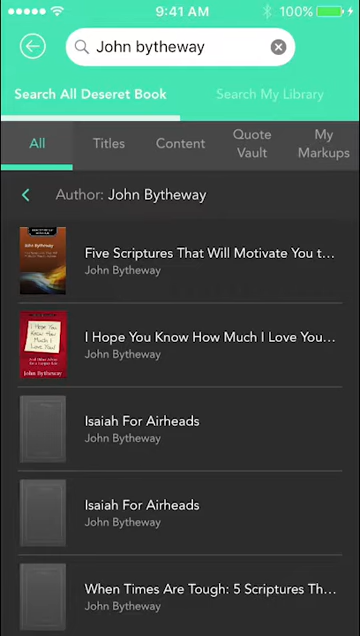 9:41 AM
100%
John bytheway
Search All Deseret Book
Search My Library
All
Titles
Content
Quote
Vault
My
Markups
Author: John Bytheway
John Bytheway
Five Scriptures That Will Motivate You t...
John Bytheway
I Hope You
Know How
Much I
Love You
John Bytheway
I Hope You Know How Much I Love You...
John Bytheway
Isaiah For Airheads
John Bytheway
Isaiah For Airheads
John Bytheway
When Times Are Tough: 5 Scriptures Th...
John Bytheway